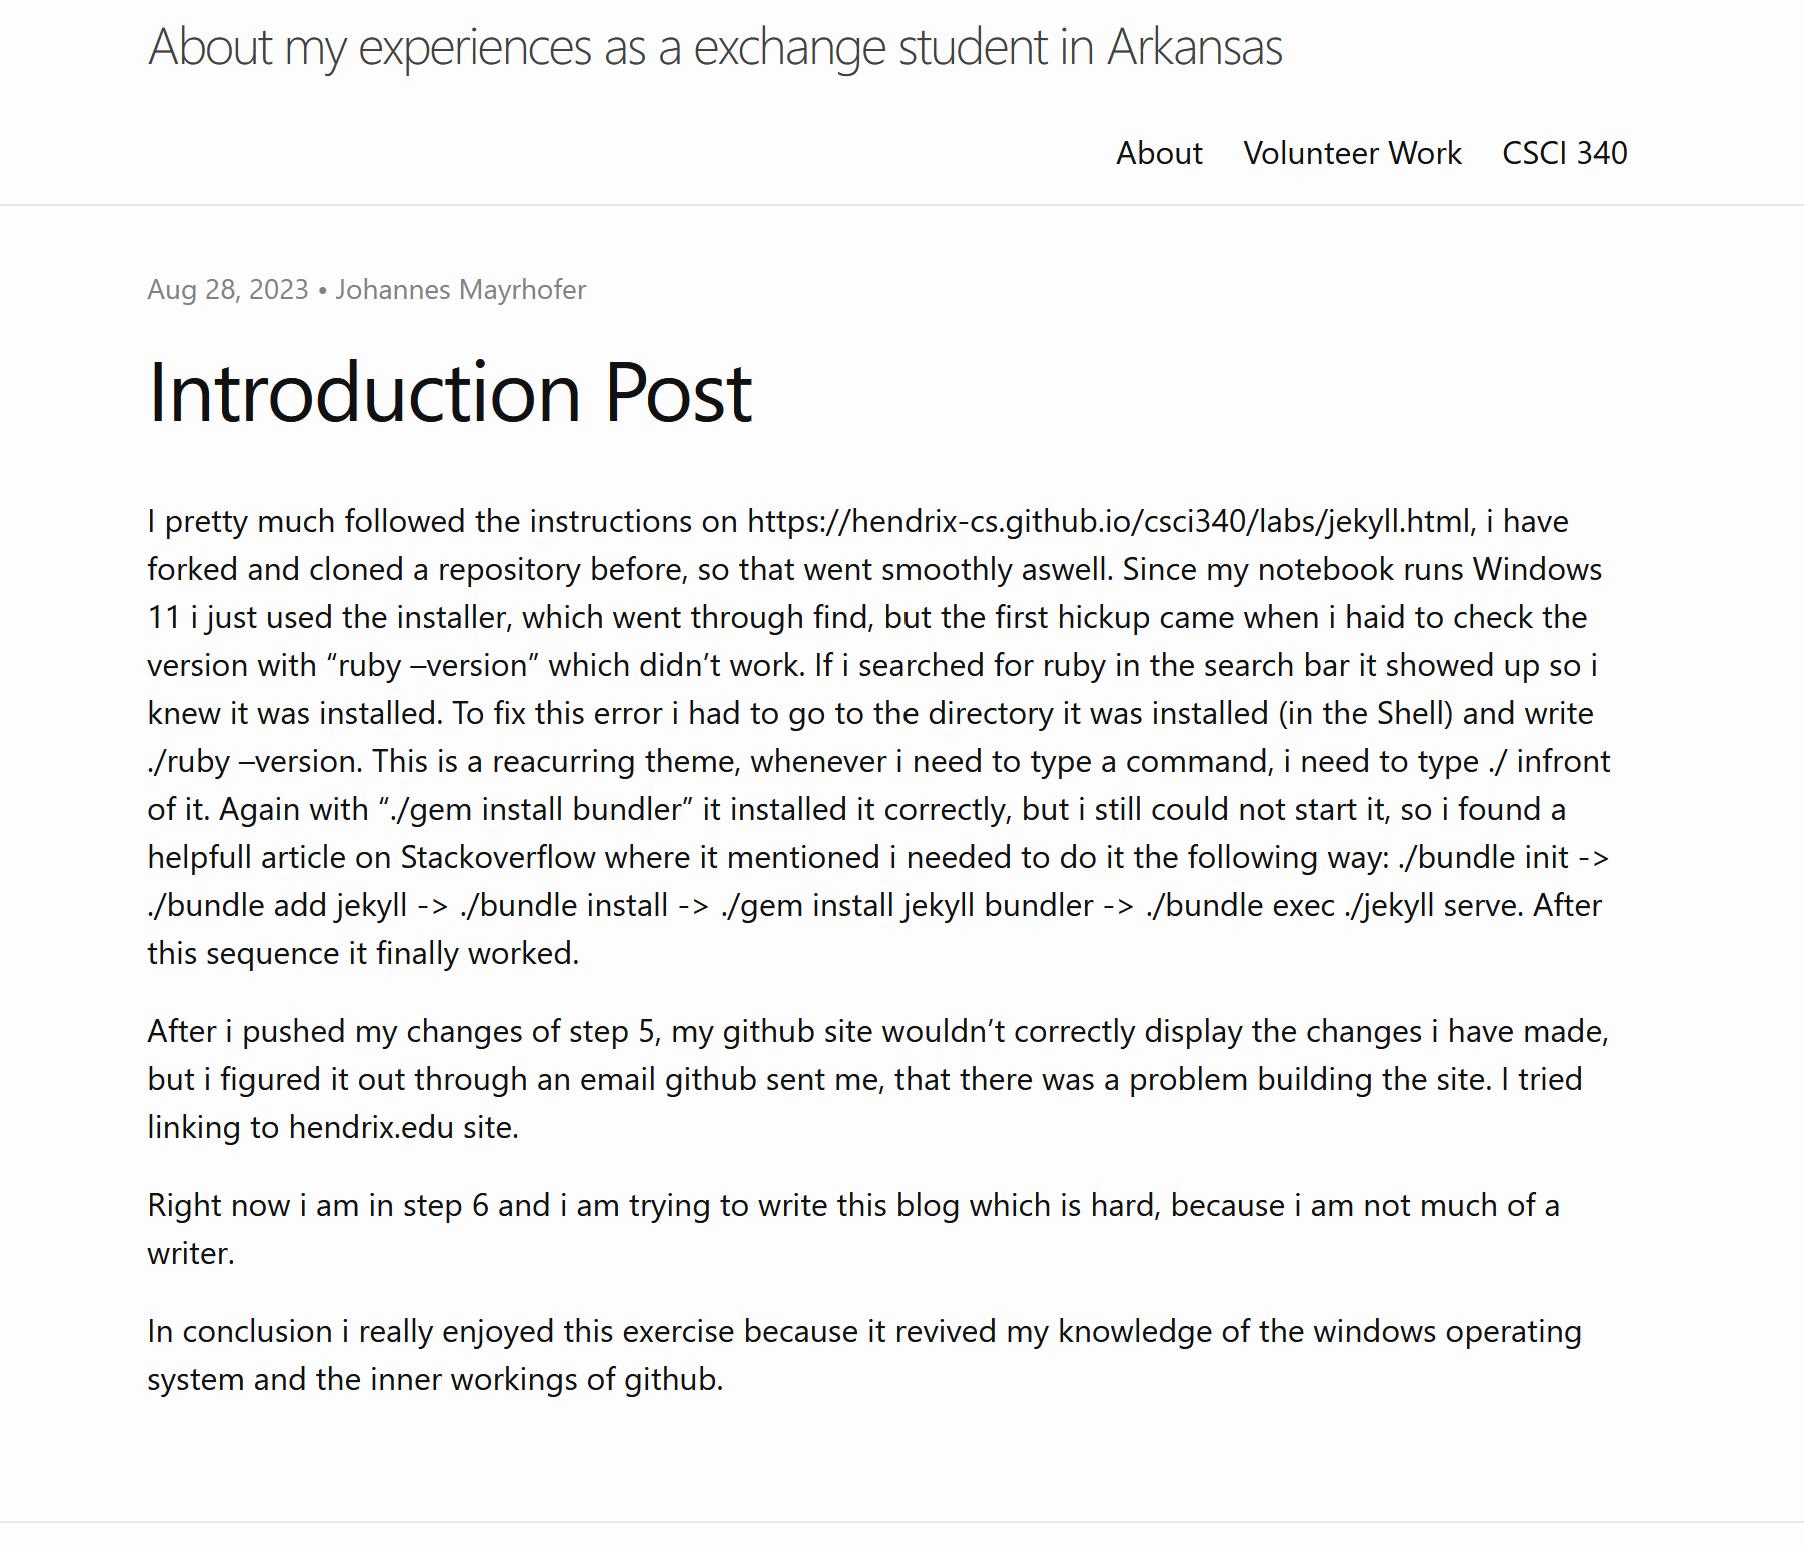 About my experiences as a exchange student in Arkansas
About Volunteer Work CSCI 340
Aug 28, 2023 • Johannes Mayrhofer
Introduction Post
I pretty much followed the instructions on https://hendrix-cs.github.io/csci340/labs/jekyll.html, i have
forked and cloned a repository before, so that went smoothly aswell. Since my notebook runs Windows
11 i just used the installer, which went through find, but the first hickup came when i haid to check the
version with “ruby –version” which didn’t work. If i searched for ruby in the search bar it showed up so i
knew it was installed. To fix this error i had to go to the directory it was installed (in the Shell) and write
./ruby –version. This is a reacurring theme, whenever i need to type a command, i need to type ./ infront
of it. Again with “./gem install bundler” it installed it correctly, but i still could not start it, so i found a
helpfull article on Stackoverflow where it mentioned i needed to do it the following way: ./bundle init ->
./bundle add jekyll -> ./bundle install -> ./gem install jekyll bundler -> ./bundle exec ./jekyll serve. After
this sequence it finally worked.
After i pushed my changes of step 5, my github site wouldn’t correctly display the changes i have made,
but i figured it out through an email github sent me, that there was a problem building the site. I tried
linking to hendrix.edu site.
Right now i am in step 6 and i am trying to write this blog which is hard, because i am not much of a
writer.
In conclusion i really enjoyed this exercise because it revived my knowledge of the windows operating
system and the inner workings of github.